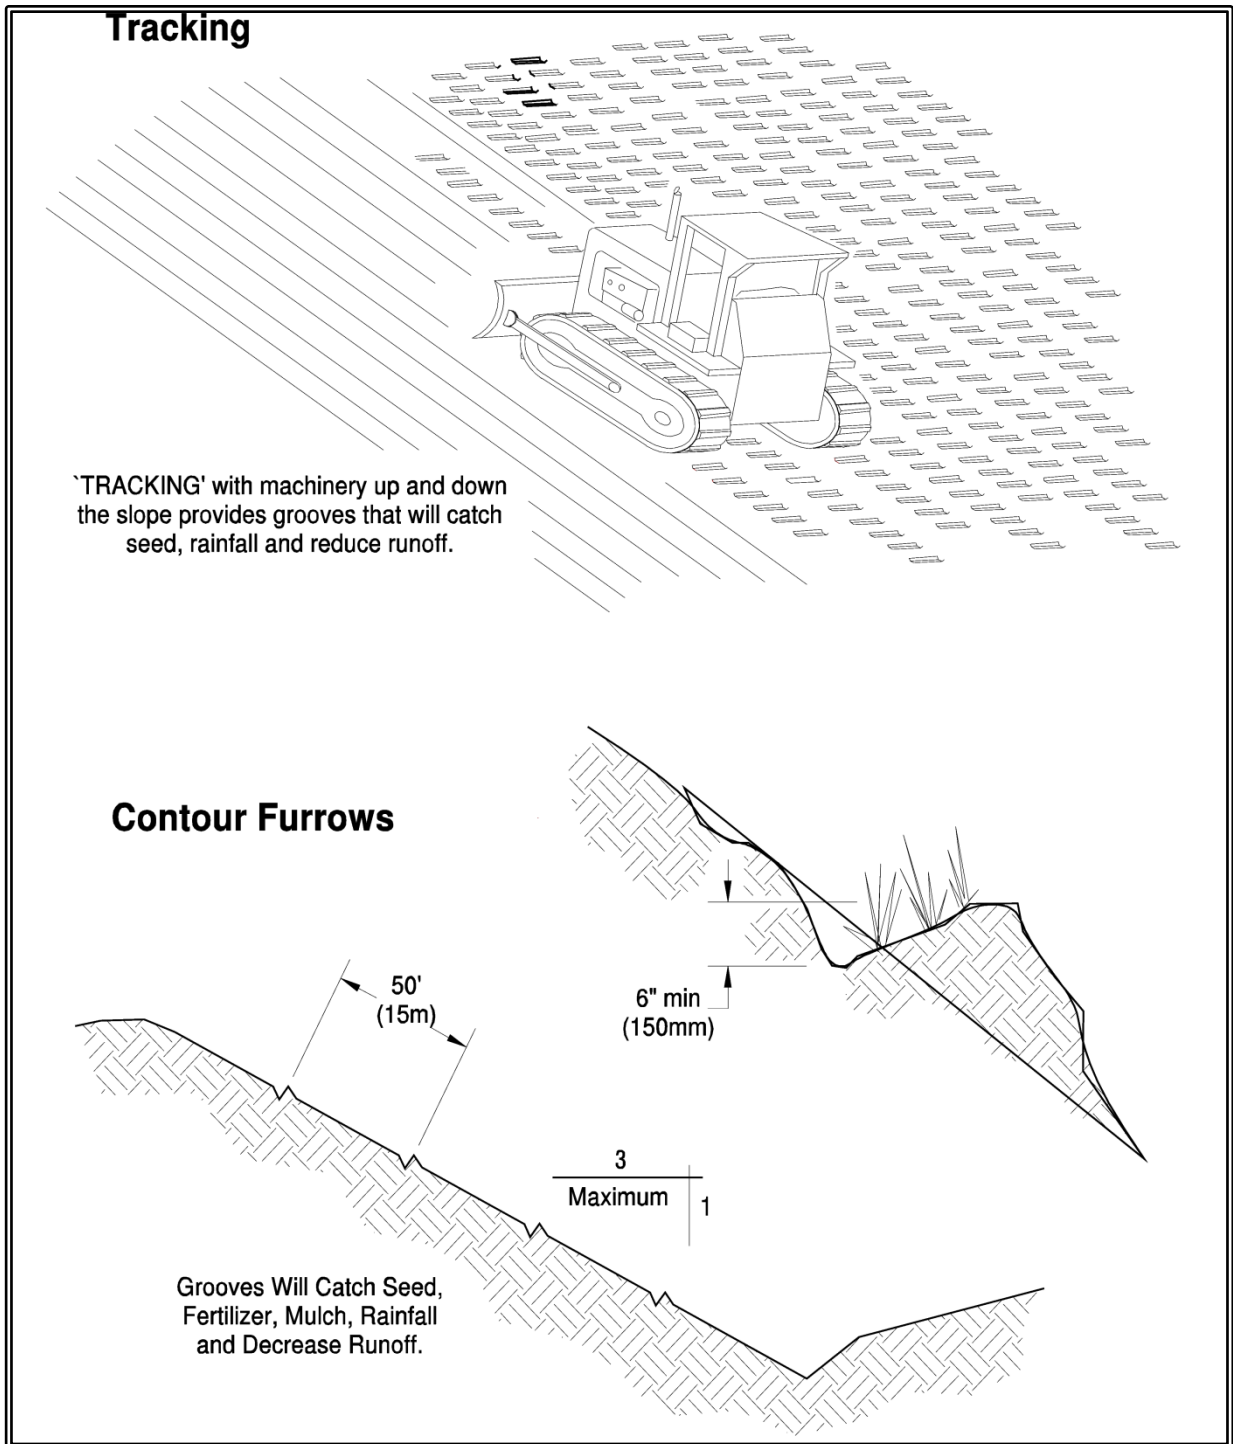 Tracking
`TRACKING' with machinery up and down
the slope provides grooves that will catch
seed, rainfall and reduce runoff.
Contour Furrows
50'
(15m)
6" min
(150mm)
3
Maximum
1
Grooves Will Catch Seed,
Fertilizer, Mulch, Rainfall
and Decrease Runoff.